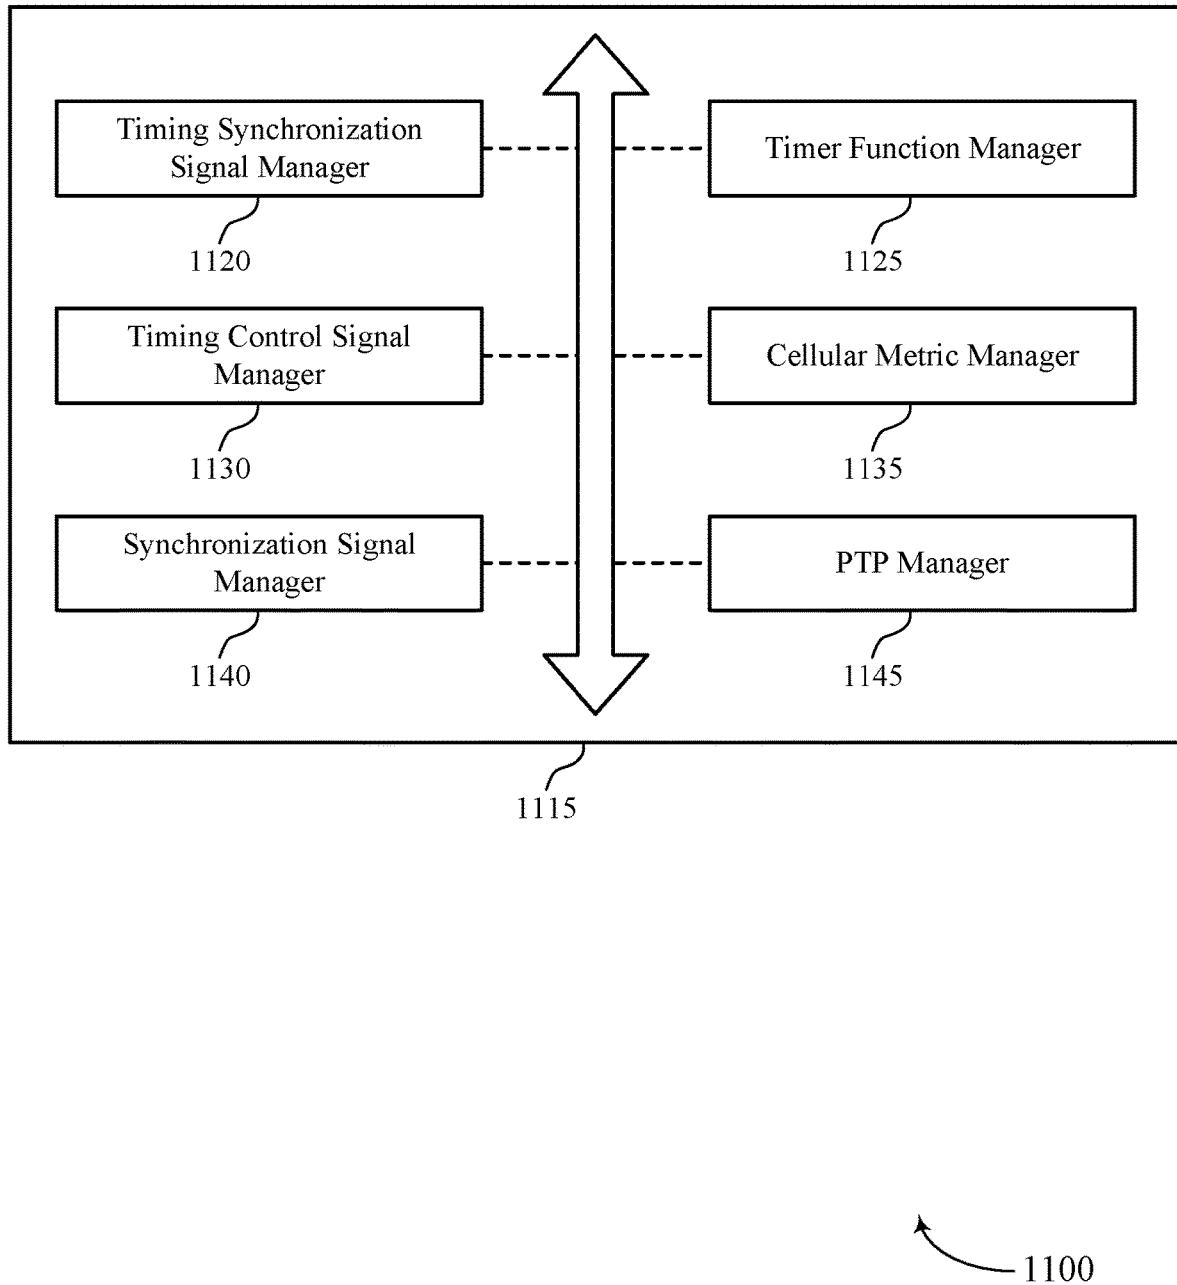 Timing Synchronization
Signal Manager
1120
Timer Function Manager
1125
Timing Control Signal
Manager
1130
Cellular Metric Manager
1135
Synchronization Signal
Manager
1140
PTP Manager
1145
1115
1100